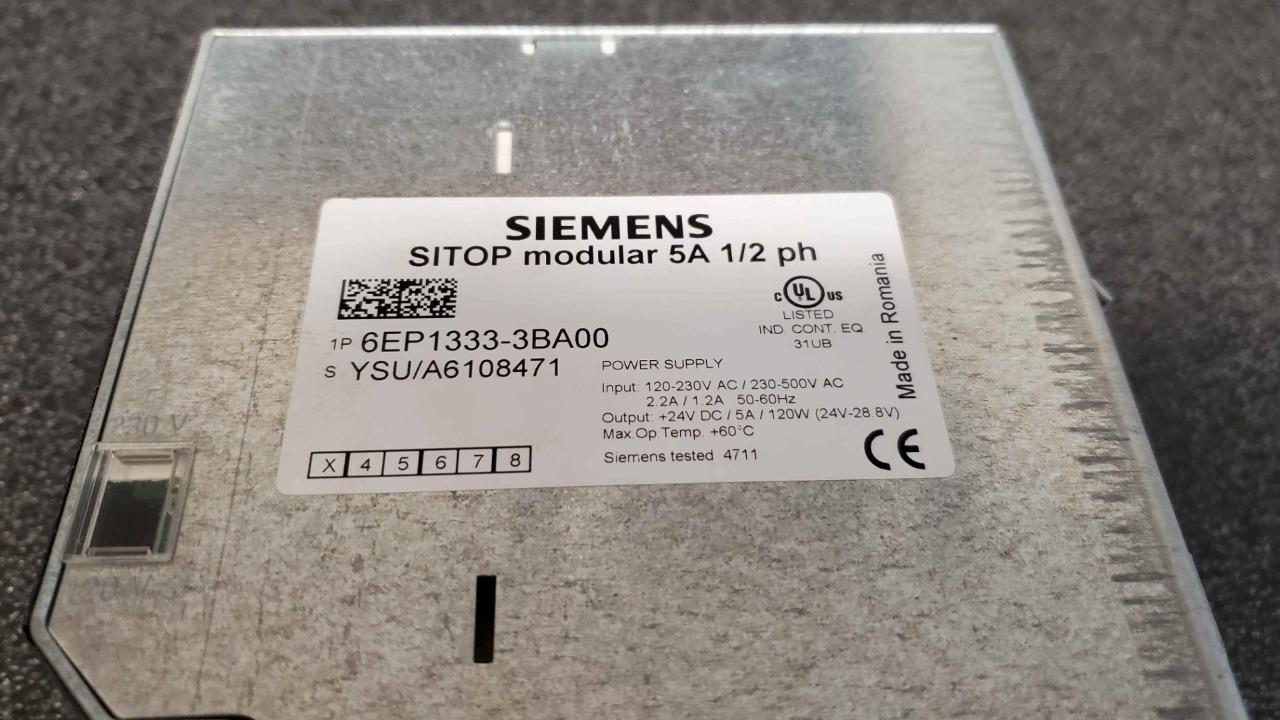 SIEMENS
SITOP modular 5A 1/2 ph
c UL us
LISTED
IND. CONT. EQ
31UB
Made in Romania
1P 6EP1333-3BA00
S YSU/A6108471
POWER SUPPLY
Input: 120-230V AC / 230-500V AC
2.2A / 1.2A 50-60Hz
Output: +24V DC / 5A / 120W (24V-28.8V)
Max.Op.Temp. +60°C
Siemens tested 4711
X 4 5 6 7 8
CE
230 V